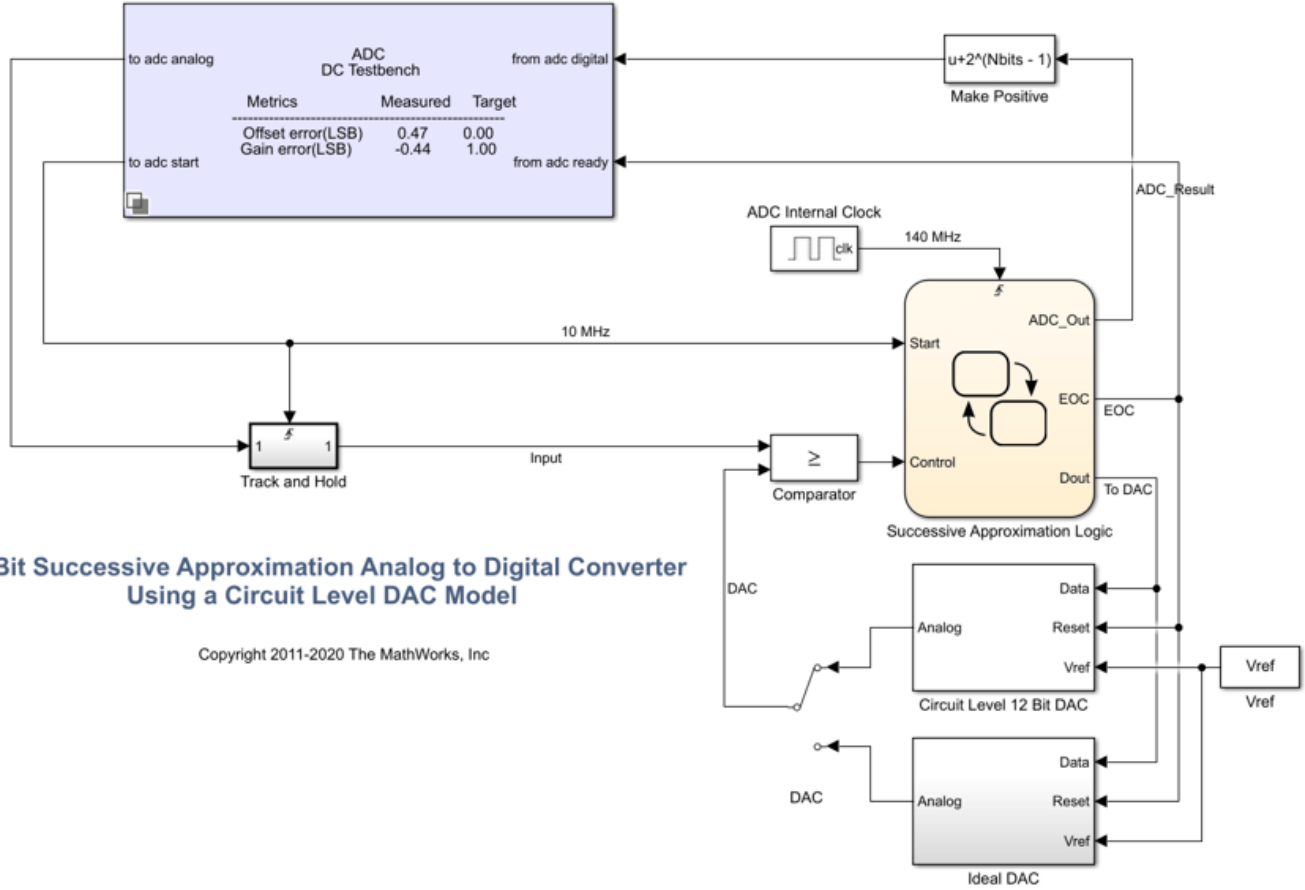 to adc analog
ADC
DC Testbench
from adc digital
Metrics Measured Target
Offset error(LSB) 0.47 0.00
Gain error(LSB) -0.44 1.00
to adc start
from adc ready
u+2^(Nbits - 1)
Make Positive
ADC_Result
ADC Internal Clock
clk
140 MHz
10 MHz
Start
ADC_Out
EOC
EOC
Control
Dout
To DAC
Successive Approximation Logic
1 1
Track and Hold
Input
≥
Comparator
Bit Successive Approximation Analog to Digital Converter
Using a Circuit Level DAC Model
Copyright 2011-2020 The MathWorks, Inc
DAC
Data
Analog
Reset
Vref
Circuit Level 12 Bit DAC
Vref
Vref
DAC
Data
Analog
Reset
Vref
Ideal DAC